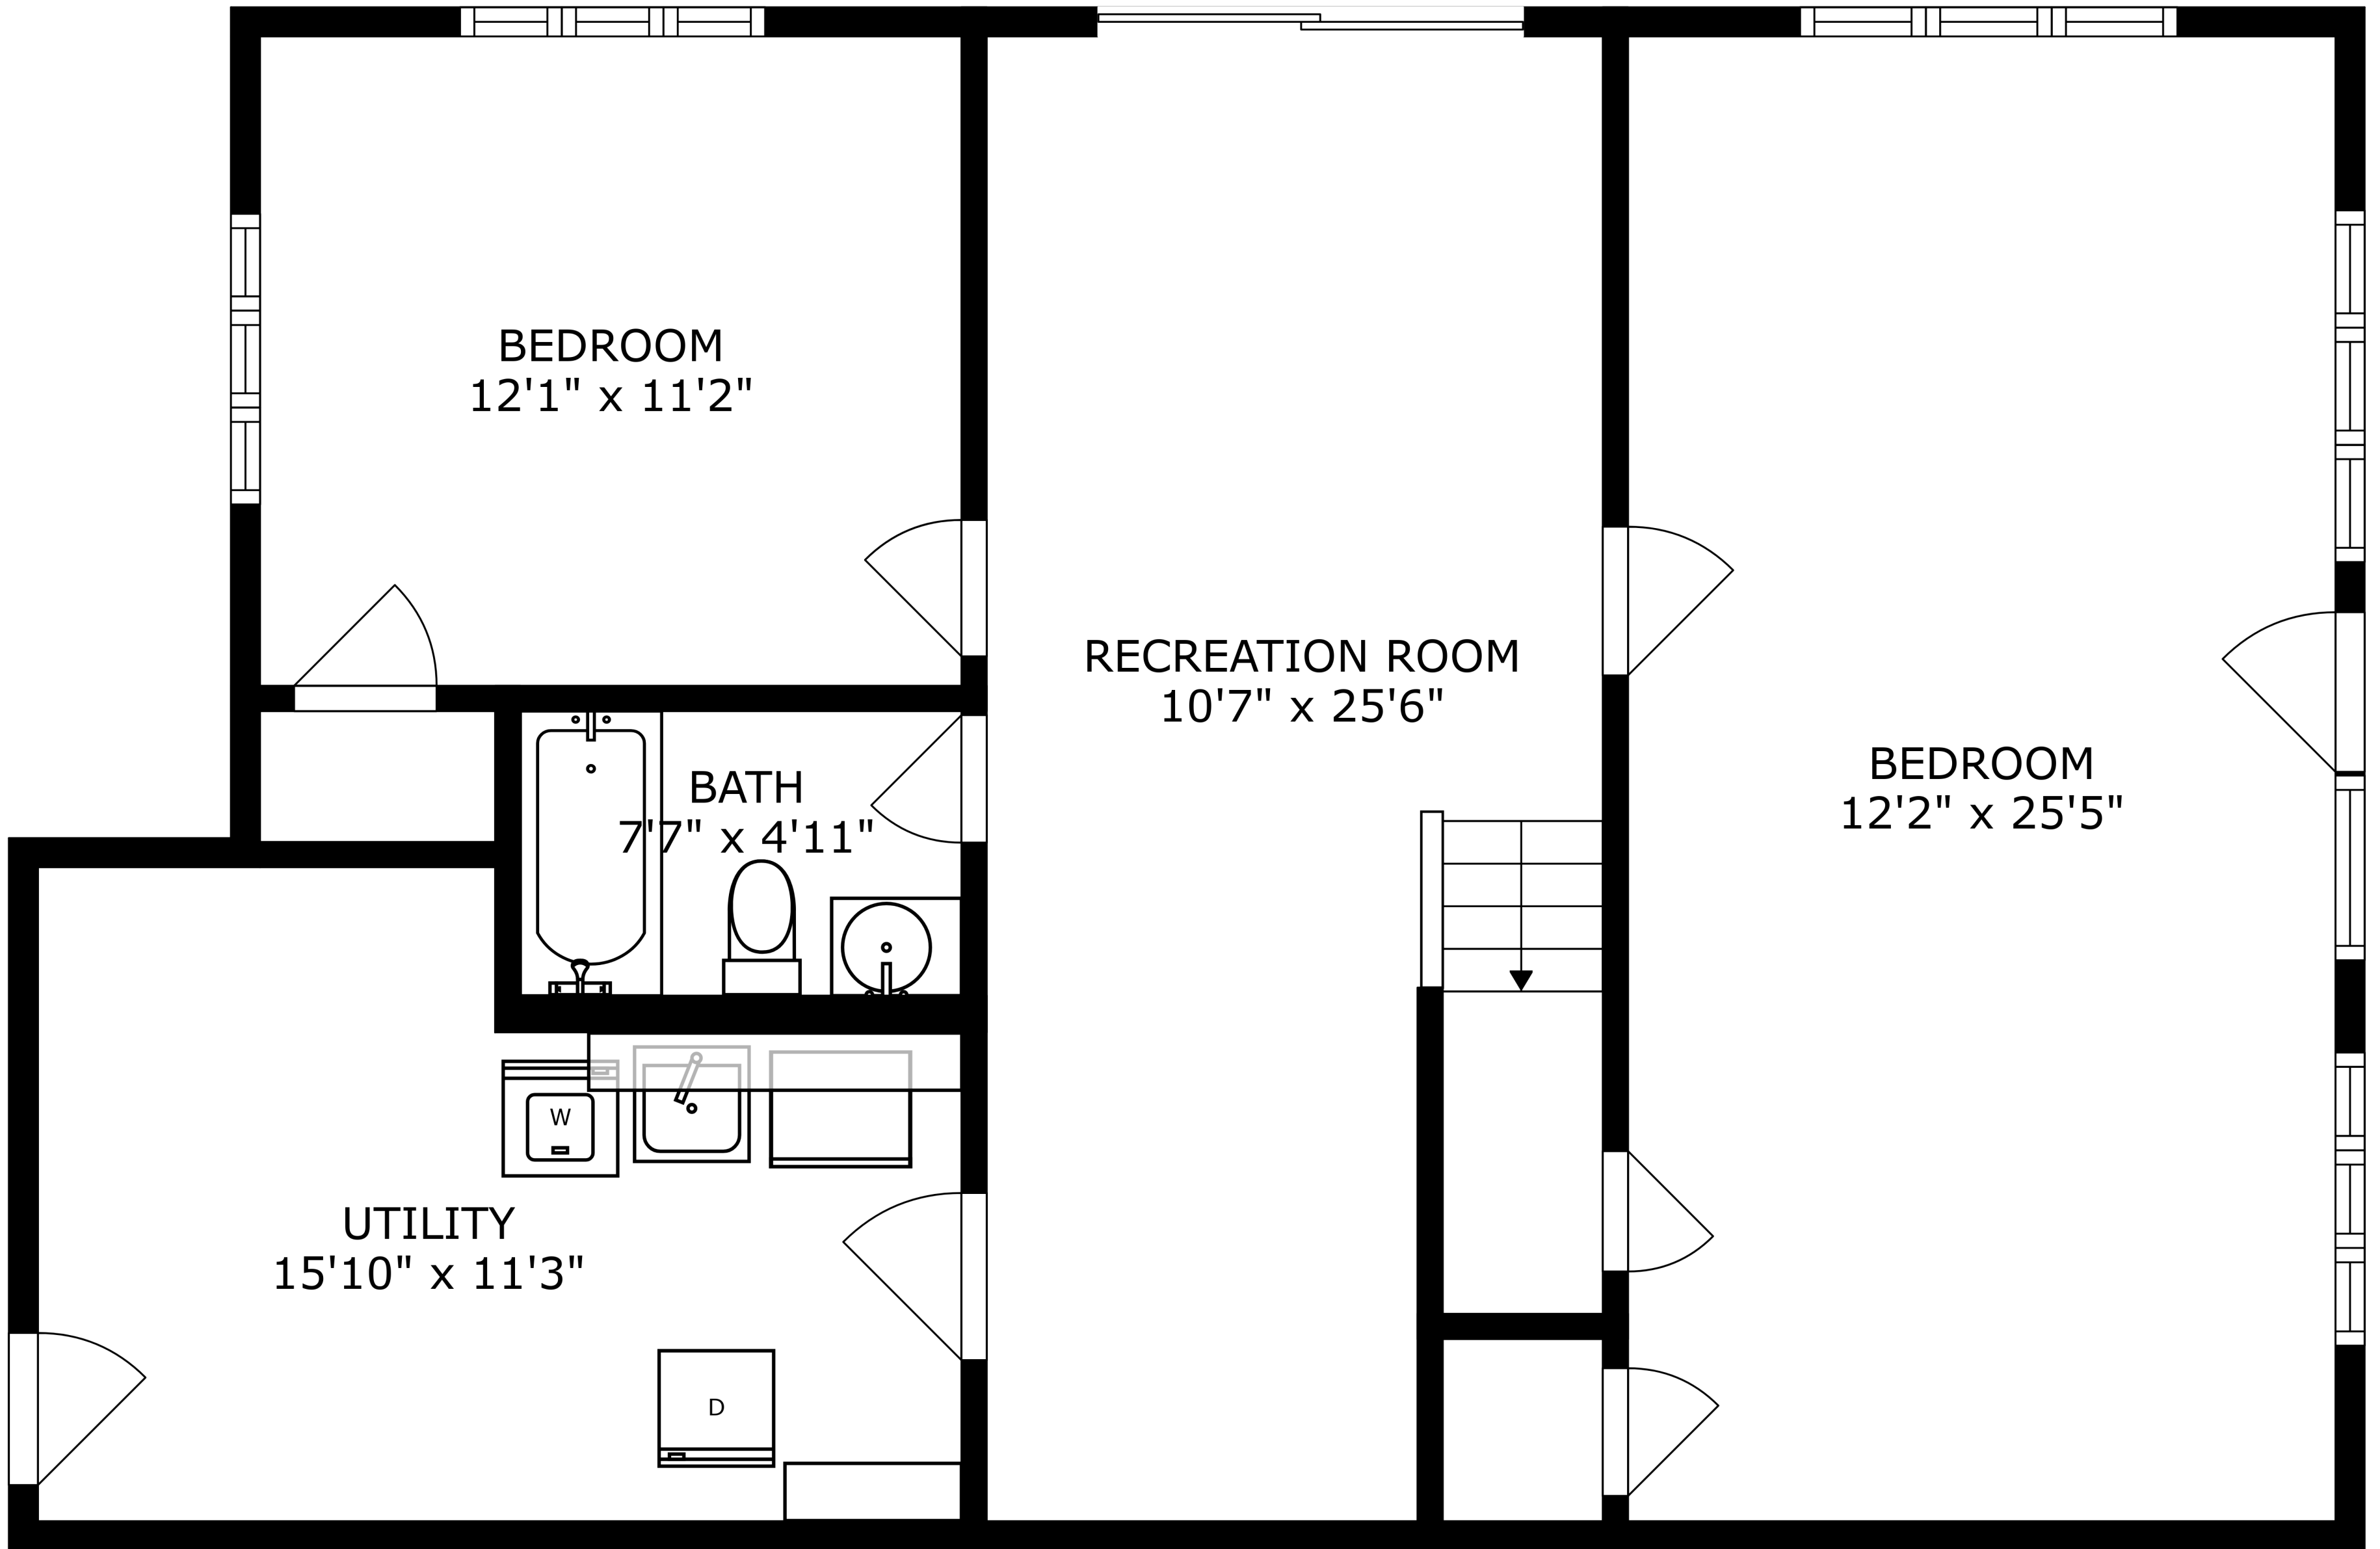 BEDROOM
12'1" x 11'2"
RECREATION ROOM
10'7" x 25'6"
BEDROOM
12'2" x 25'5"
BATH
7'7" x 4'11"
W
UTILITY
15'10" x 11'3"
D